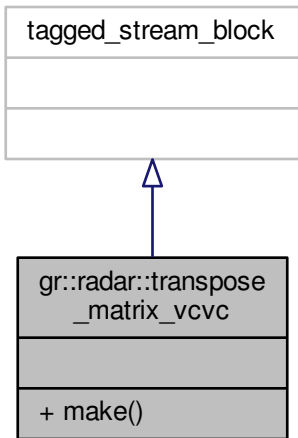 tagged_stream_block
gr::radar::transpose
_matrix_vcvc
+ make()